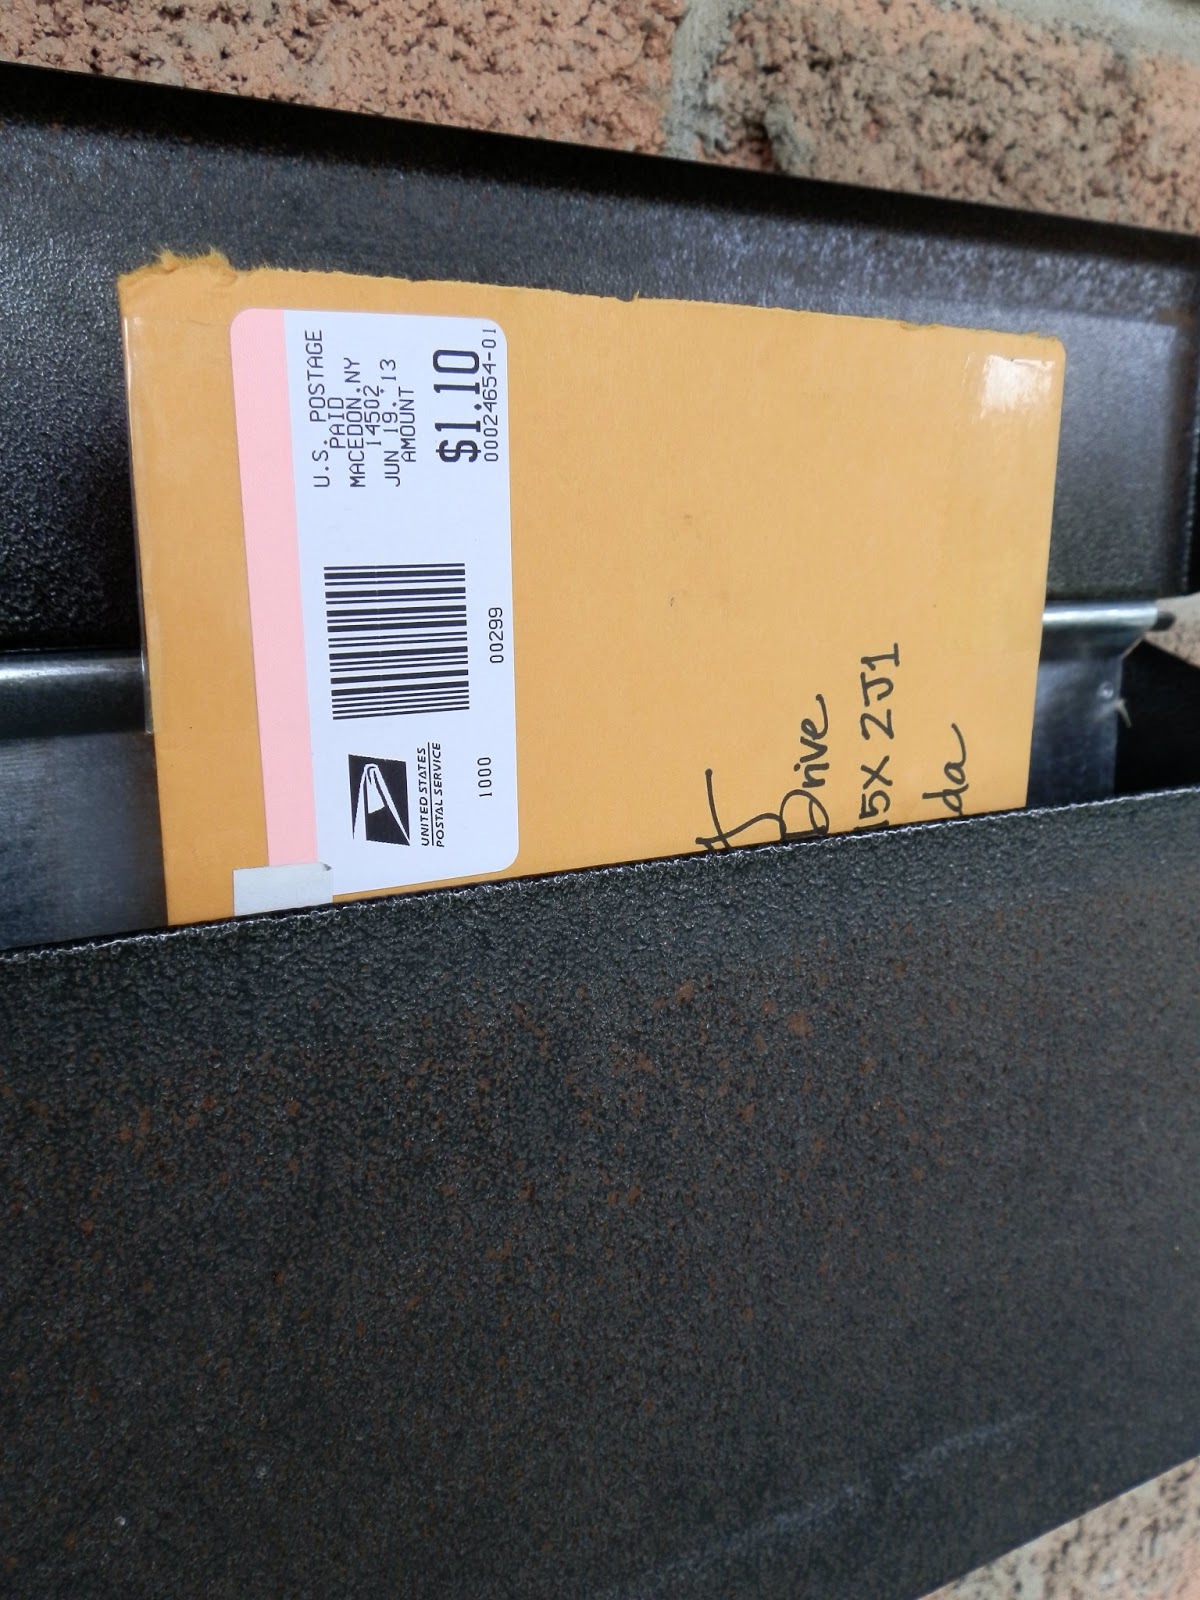 U.S. POSTAGE
PAID
MACEDON.NY
14502
JUN 19.'13
AMOUNT
$1.10
00024654-01
UNITED STATES
POSTAL SERVICE
1000
00299
Drive
5X 2J1
da